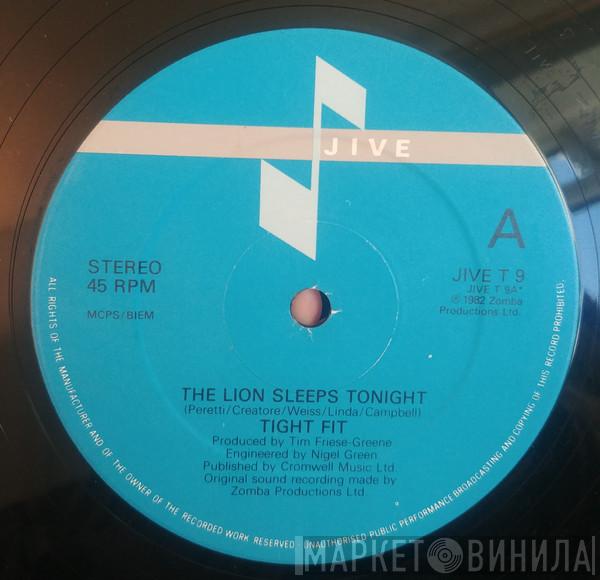 JIVE
A
STEREO
45 RPM
MCPS/BIEM
JIVE T 9
JIVE T 9A*
℗ 1982 Zomba
Productions Ltd.
THE LION SLEEPS TONIGHT
(Peretti/Creatore/Weiss/Linda/Campbell)
TIGHT FIT
Produced by Tim Friese-Greene
Engineered by Nigel Green
Published by Cromwell Music Ltd.
Original sound recording made by
Zomba Productions Ltd.
ALL RIGHTS OF THE MANUFACTURER AND OF THE OWNER OF THE RECORDED WORK RESERVED - UNAUTHORISED PUBLIC PERFORMANCE BROADCASTING AND COPYING OF THIS RECORD PROHIBITED.
МАРКЕТ ВИНИЛА